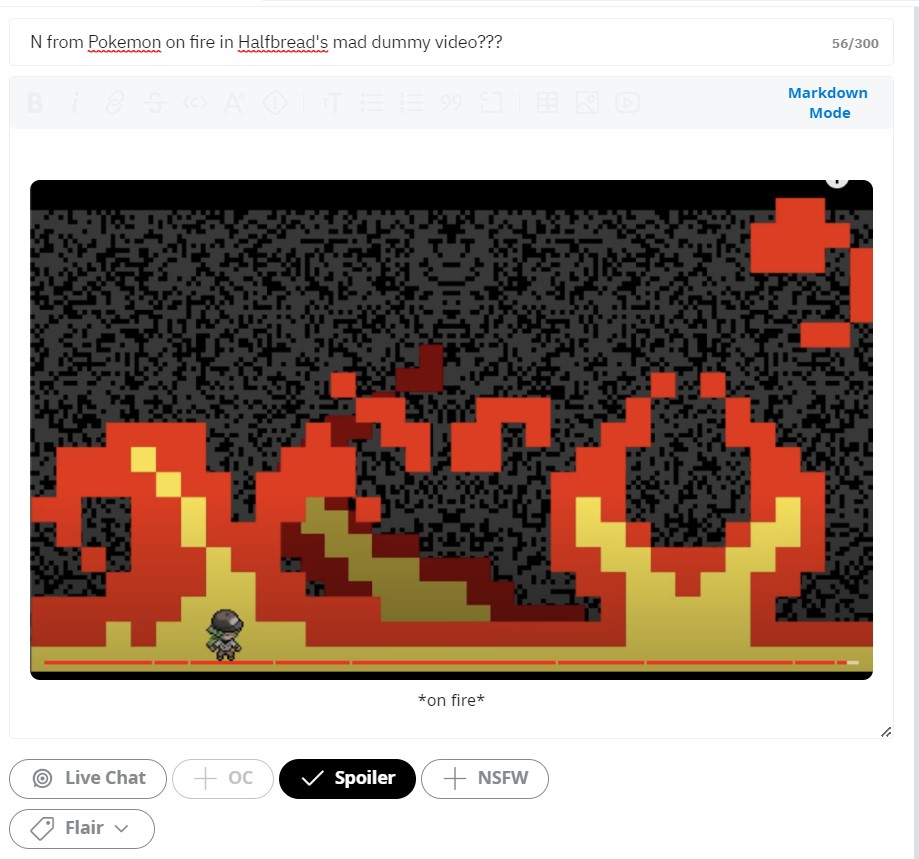 N from Pokemon on fire in Halfbread's mad dummy video???
56/300
B i S <c> A T 99
Markdown
Mode
*on fire*
Live Chat
OC
Spoiler
NSFW
Flair